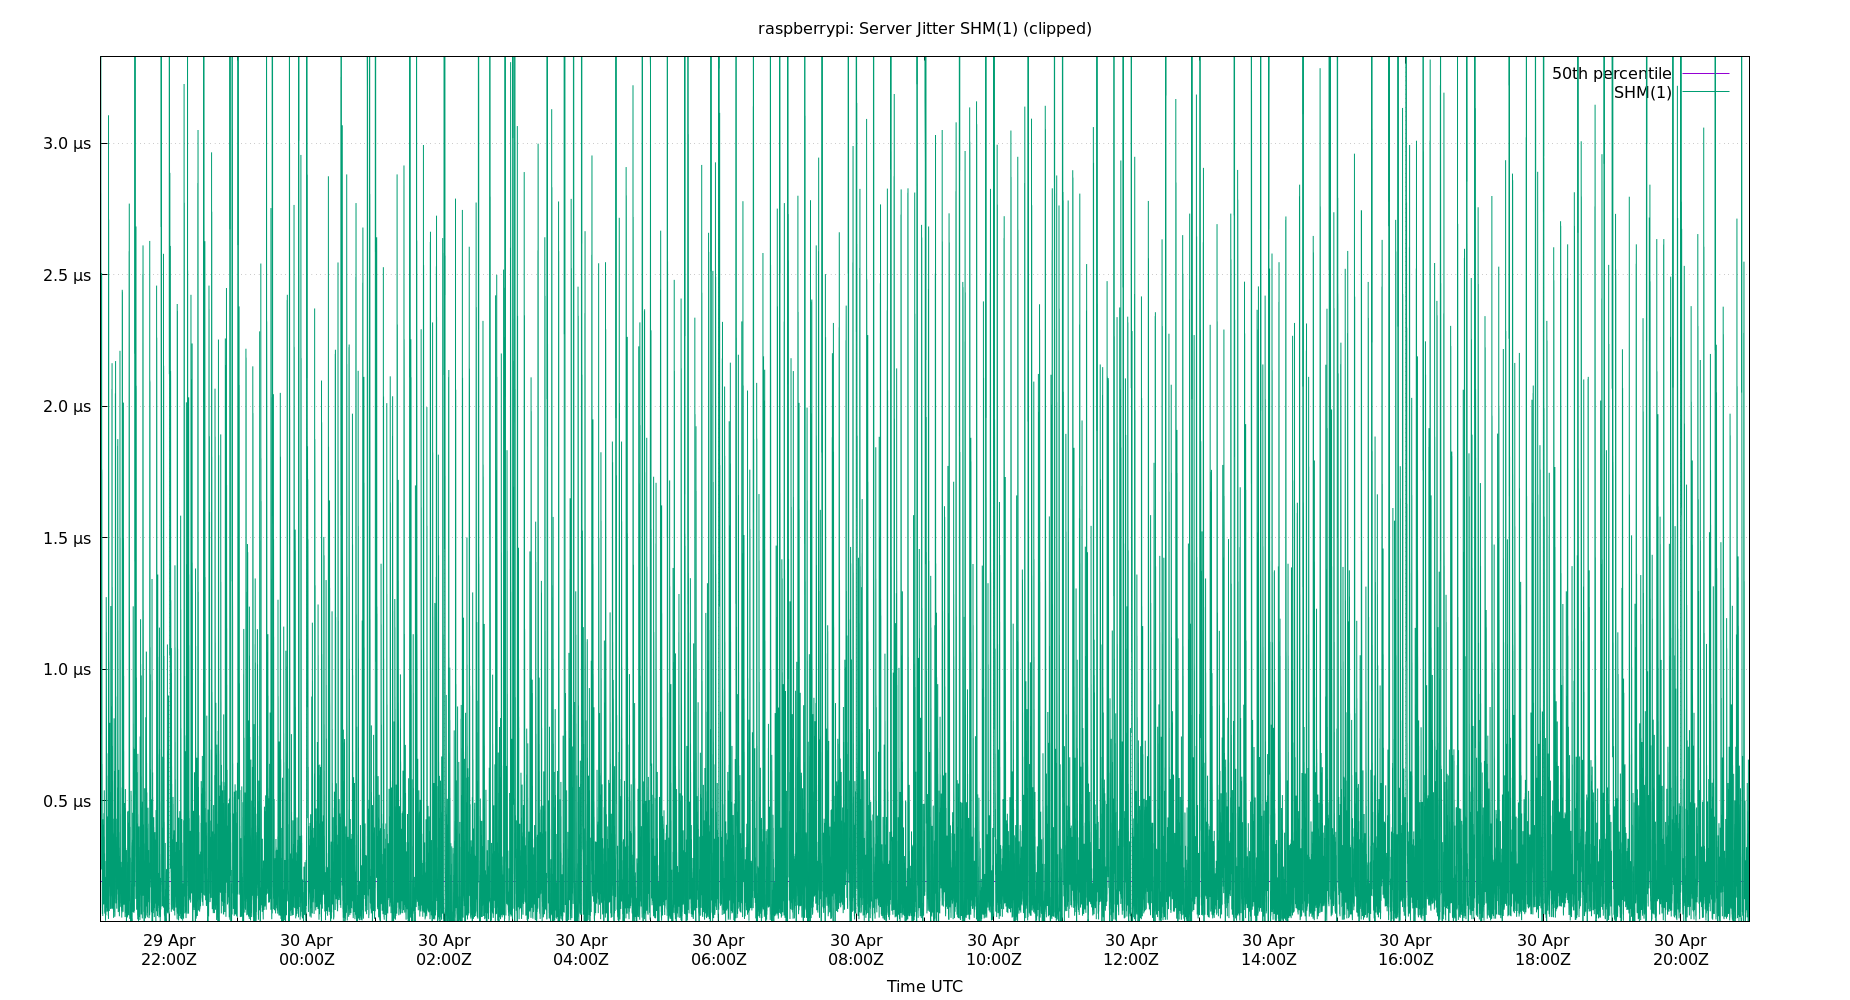 raspberrypi: Server Jitter SHM(1) (clipped)
50th percentile
SHM(1)
3.0 µs
2.5 µs
2.0 µs
1.5 µs
1.0 µs
0.5 µs
29 Apr 30 Apr 30 Apr 30 Apr 30 Apr 30 Apr 30 Apr 30 Apr 30 Apr 30 Apr 30 Apr 30 Apr
22:00Z 00:00Z 02:00Z 04:00Z 06:00Z 08:00Z 10:00Z 12:00Z 14:00Z 16:00Z 18:00Z 20:00Z
Time UTC